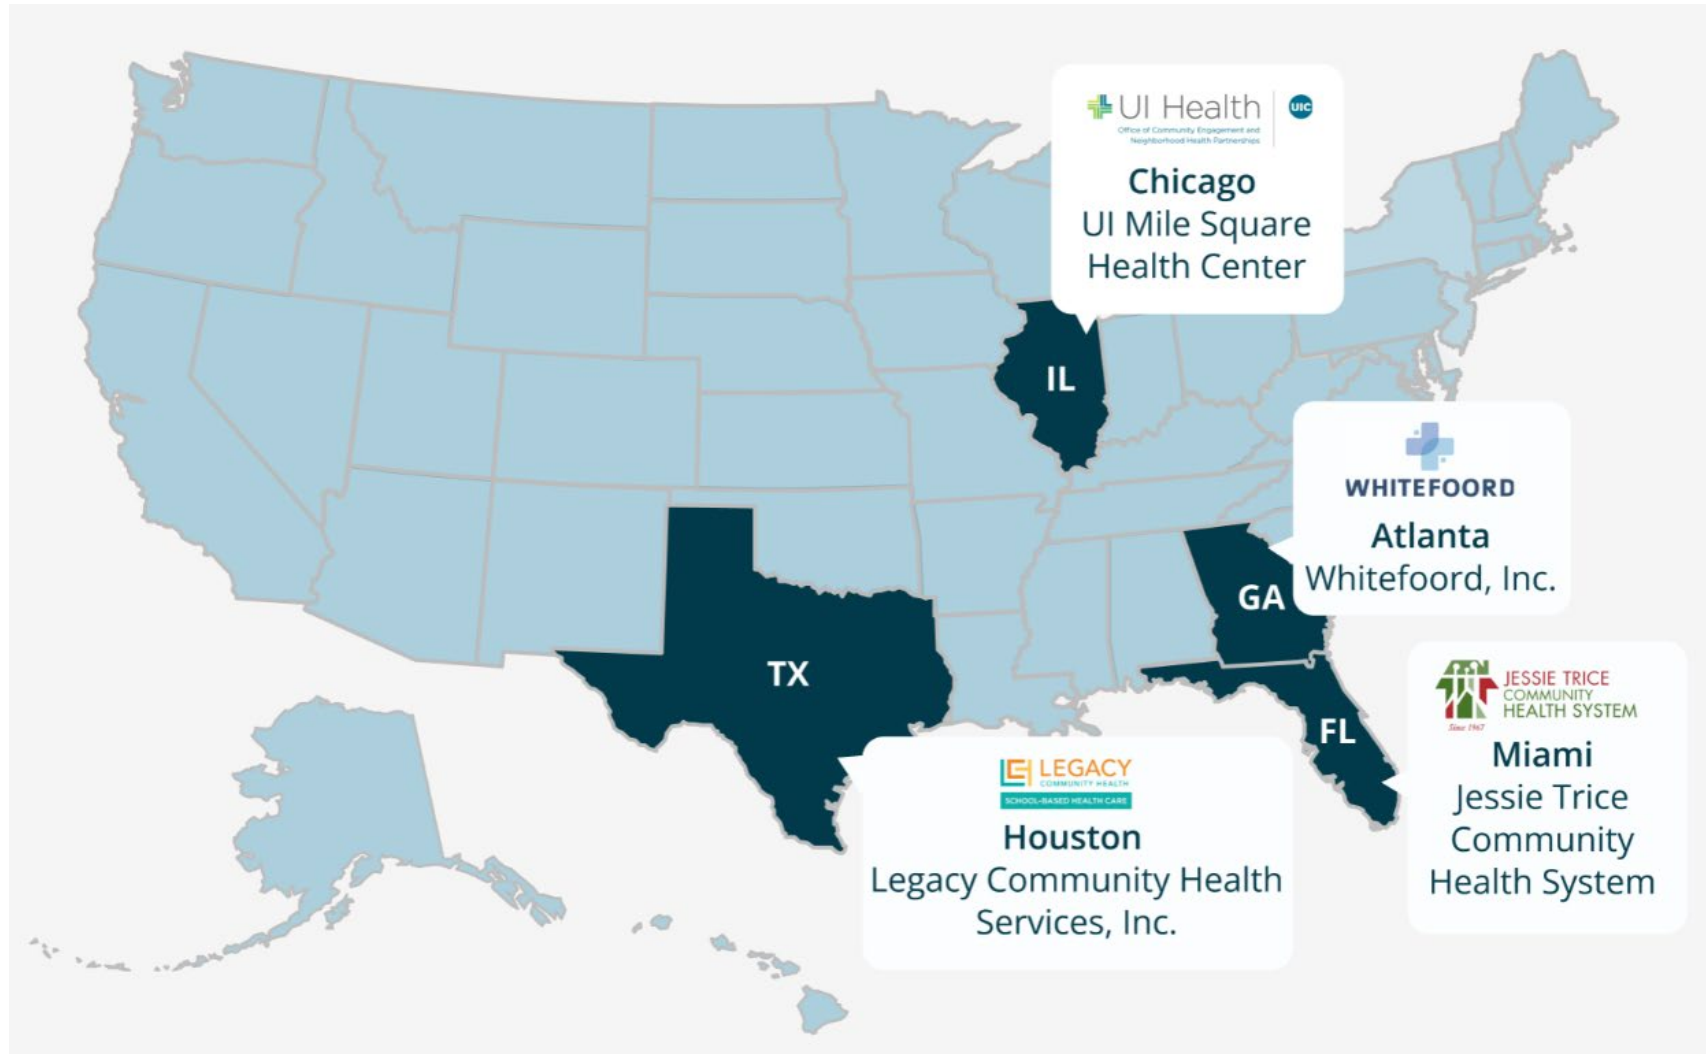 UI Health
UIC
Office of Community Engagement and
Neighborhood Health Partnerships
Chicago
UI Mile Square
Health Center
IL
WHITEFOORD
Atlanta
Whitefoord, Inc.
GA
TX
JESSIE TRICE
COMMUNITY
HEALTH SYSTEM
Since 1967
Miami
Jessie Trice
Community
Health System
FL
LEGACY
COMMUNITY HEALTH
SCHOOL-BASED HEALTH CARE
Houston
Legacy Community Health
Services, Inc.